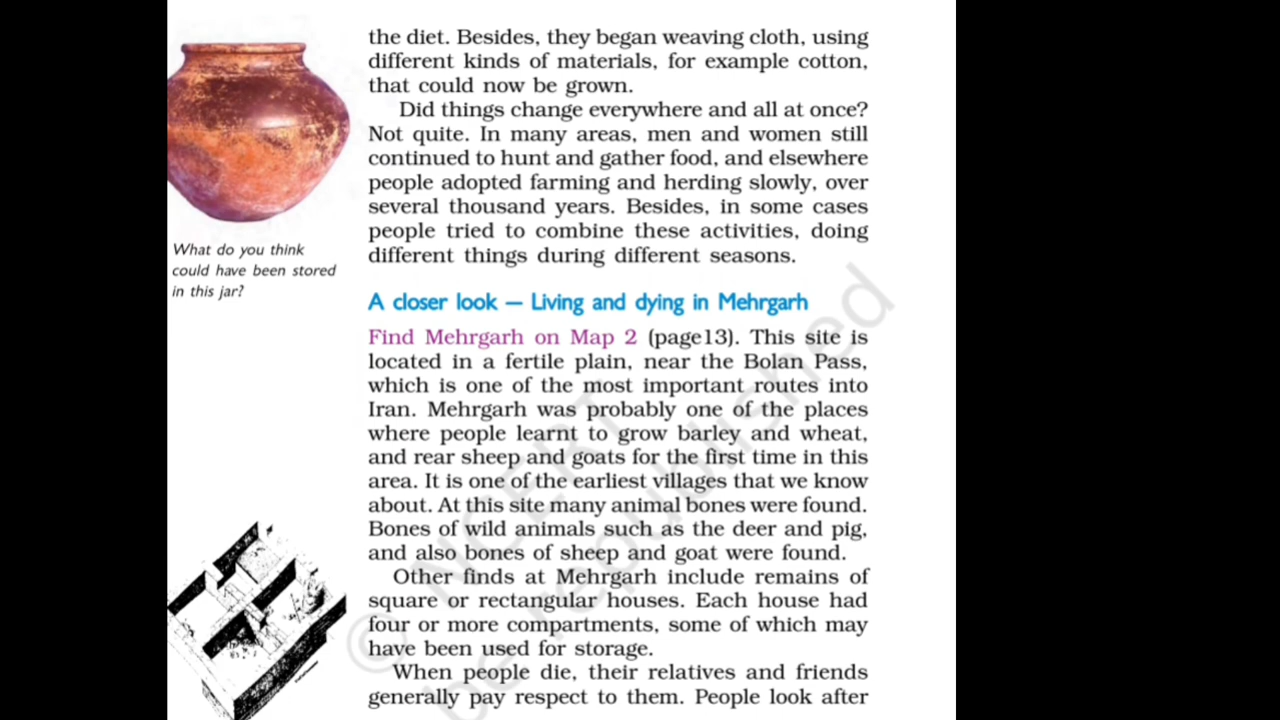 the diet. Besides, they began weaving cloth, using
different kinds of materials, for example cotton,
that could now be grown.
Did things change everywhere and all at once?
Not quite. In many areas, men and women still
continued to hunt and gather food, and elsewhere
people adopted farming and herding slowly, over
several thousand years. Besides, in some cases
people tried to combine these activities, doing
different things during different seasons.
What do you think
could have been stored
in this jar?
A closer look — Living and dying in Mehrgarh
Find Mehrgarh on Map 2 (page13). This site is
located in a fertile plain, near the Bolan Pass,
which is one of the most important routes into
Iran. Mehrgarh was probably one of the places
where people learnt to grow barley and wheat,
and rear sheep and goats for the first time in this
area. It is one of the earliest villages that we know
about. At this site many animal bones were found.
Bones of wild animals such as the deer and pig,
and also bones of sheep and goat were found.
Other finds at Mehrgarh include remains of
square or rectangular houses. Each house had
four or more compartments, some of which may
have been used for storage.
When people die, their relatives and friends
generally pay respect to them. People look after
© NCERT
be republished